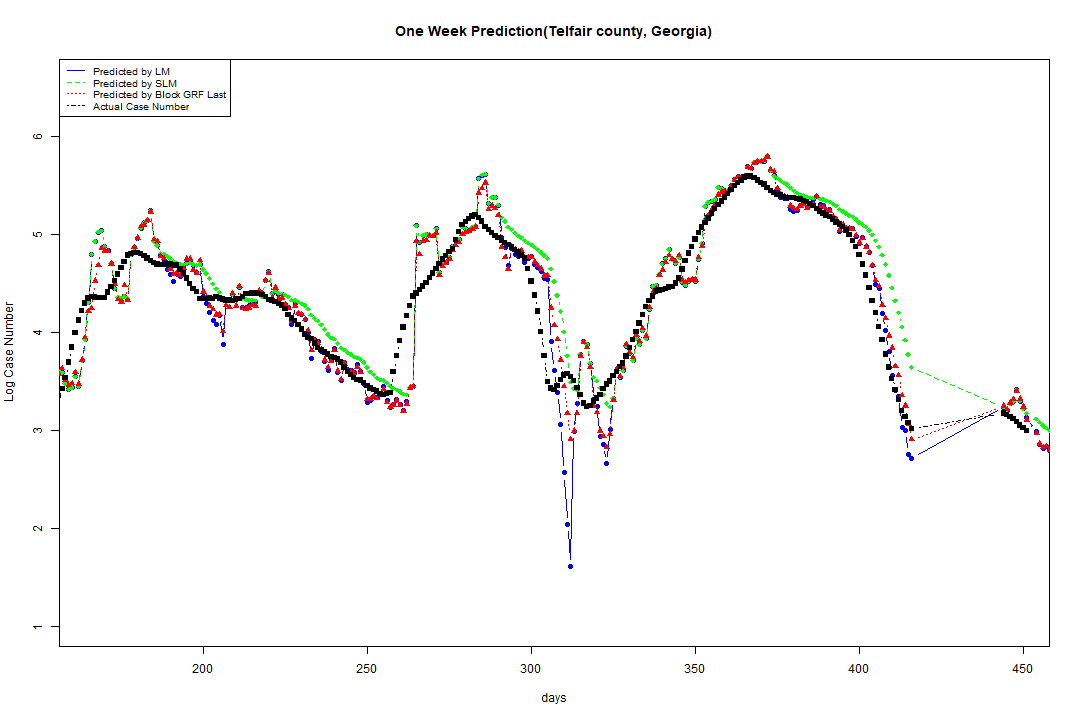 One Week Prediction(Telfair county, Georgia)
Predicted by LM
Predicted by SLM
Predicted by Block GRF Last
Actual Case Number
Log Case Number
6
5
4
3
2
1
200 250 300 350 400 450
days